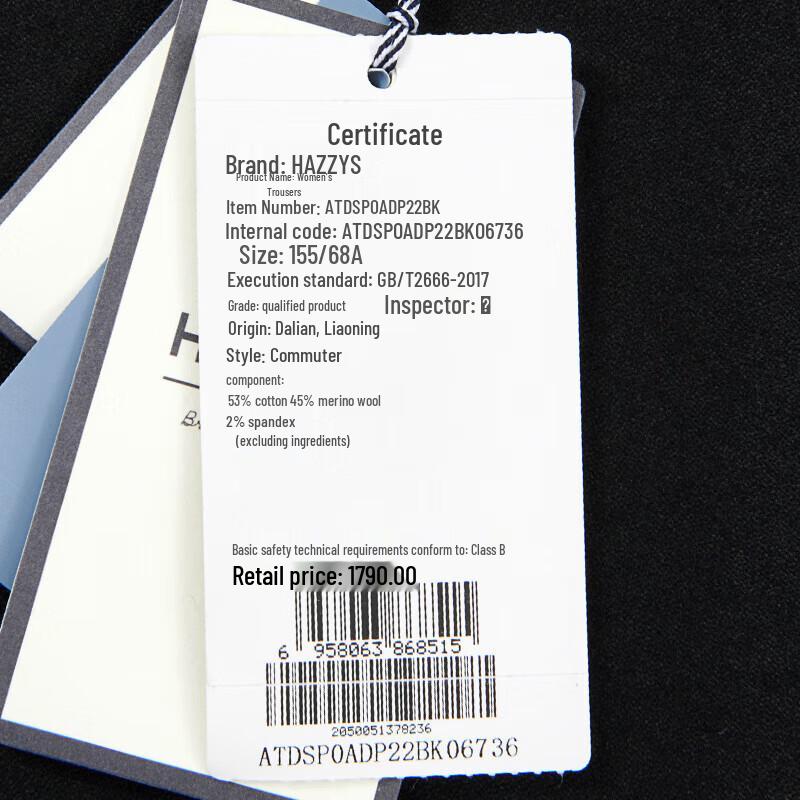 Certificate
Brand: HAZZYS
Product Name: Women's
Trousers
Item Number: ATDSP0ADP22BK
Internal code: ATDSP0ADP22BK06736
Size: 155/68A
Execution standard: GB/T2666-2017
Grade: qualified product Inspector:
Origin: Dalian, Liaoning
Style: Commuter
component:
53% cotton 45% merino wool
2% spandex
(excluding ingredients)
Basic safety technical requirements conform to: Class B
Retail price: 1790.00
6 958063 868515
2050051378236
ATDSP0ADP22BK06736
H